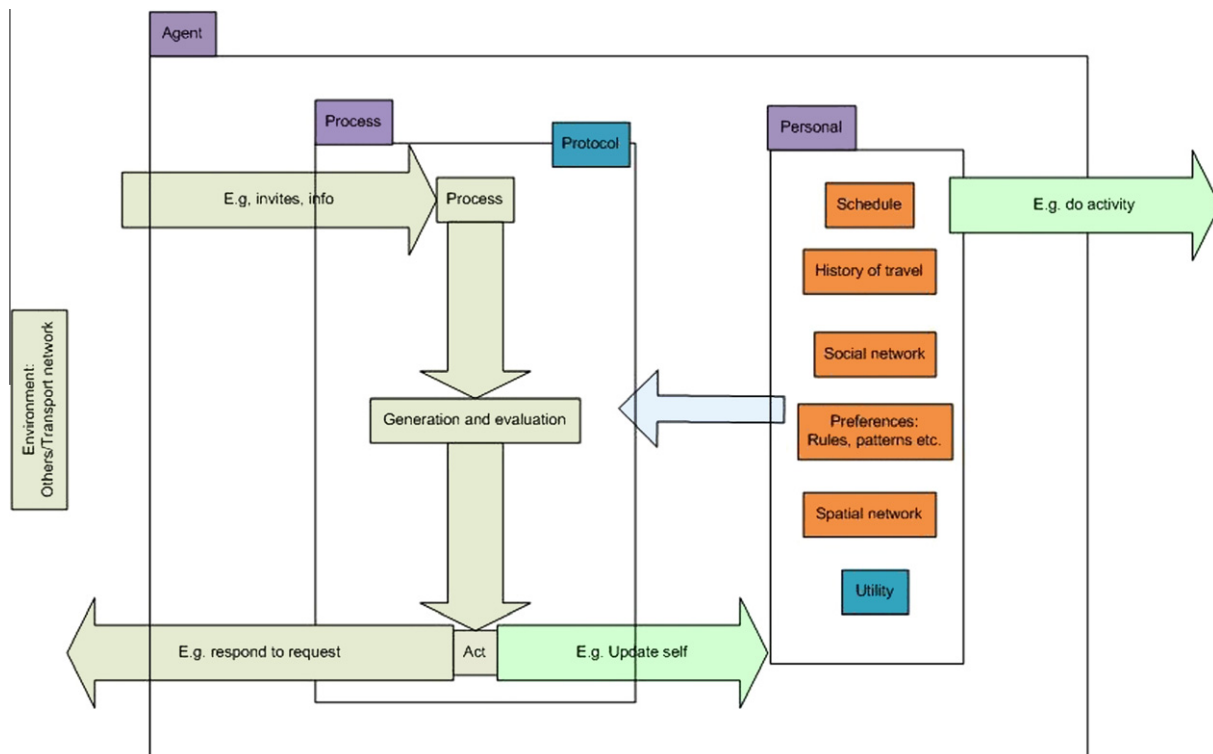 Agent
Process
Protocol
Personal
E.g, invites, info
Process
Schedule
E.g. do activity
History of travel
Environment:
Others/Transport network
Social network
Generation and evaluation
Preferences:
Rules, patterns etc.
Spatial network
Utility
E.g. respond to request
Act
E.g. Update self